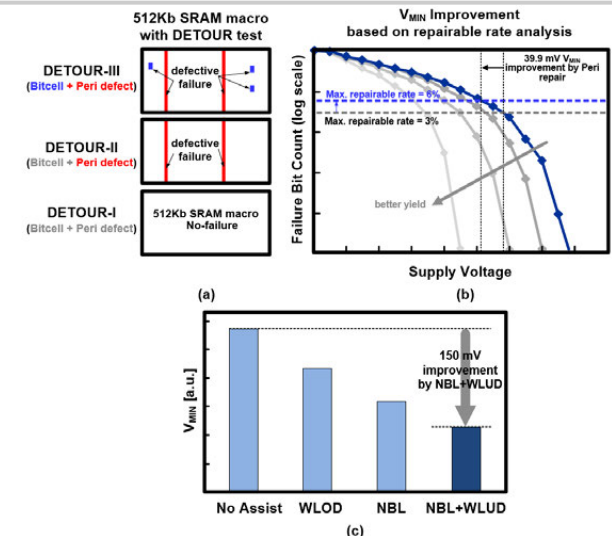 512Kb SRAM macro
with DETOUR test
DETOUR-III
(Bitcell + Peri defect)
defective
failure
DETOUR-II
(Bitcell + Peri defect)
defective
failure
DETOUR-I
(Bitcell + Peri defect)
512Kb SRAM macro
No-failure
(a)
VMIN Improvement
based on repairable rate analysis
Failure Bit Count (log scale)
39.9 mV VMIN
improvement by Peri
repair
Max. repairable rate = 6%
Max. repairable rate = 3%
better yield
Supply Voltage
(b)
VMIN [a.u.]
150 mV
improvement
by NBL+WLUD
No Assist
WLOD
NBL
NBL+WLUD
(c)